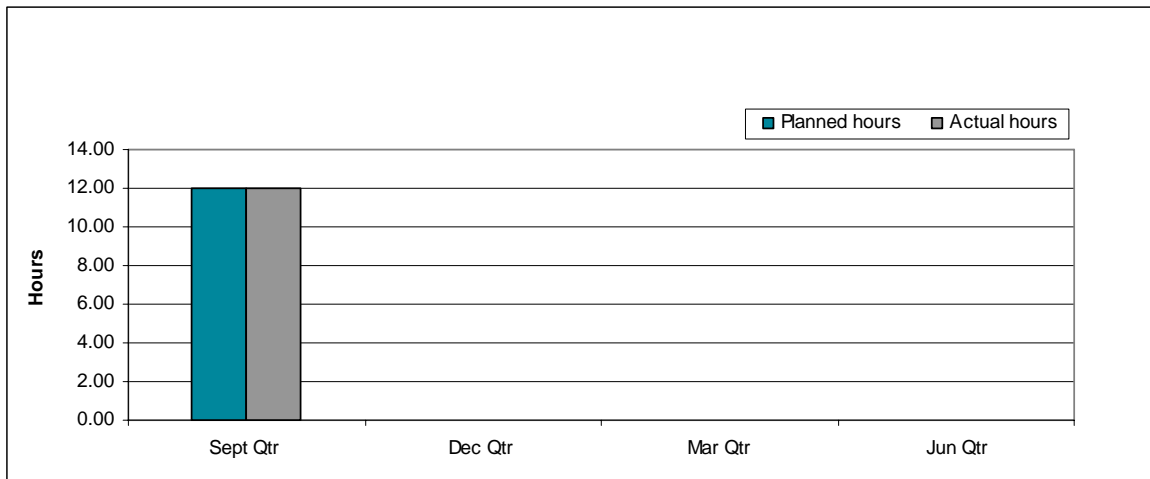 Planned hours Actual hours
14.00
12.00
10.00
8.00
6.00
4.00
2.00
0.00
Hours
Sept Qtr Dec Qtr Mar Qtr Jun Qtr